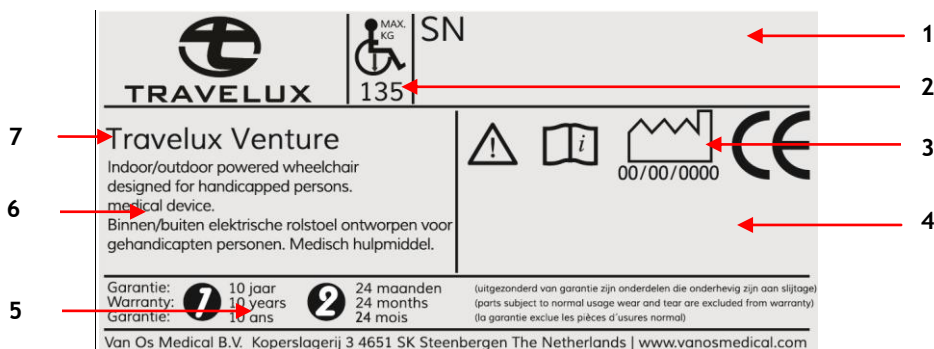 TRAVELUX
MAX.
KG
135
SN
1
2
7
Travelux Venture
Indoor/outdoor powered wheelchair
designed for handicapped persons.
medical device.
Binnen/buiten elektrische rolstoel ontworpen voor
gehandicapten personen. Medisch hulpmiddel.
6
i
00/00/0000
CE
3
4
5
Garantie:
Warranty:
Garantie:
1
10 jaar
10 years
10 ans
2
24 maanden
24 months
24 mois
(uitgezonderd van garantie zijn onderdelen die onderhevig zijn aan slijtage)
(parts subject to normal usage wear and tear are excluded from warranty)
(la garantie exclue les pièces d'usures normal)
Van Os Medical B.V. Koperslagerij 3 4651 SK Steenbergen The Netherlands | www.vanosmedical.com